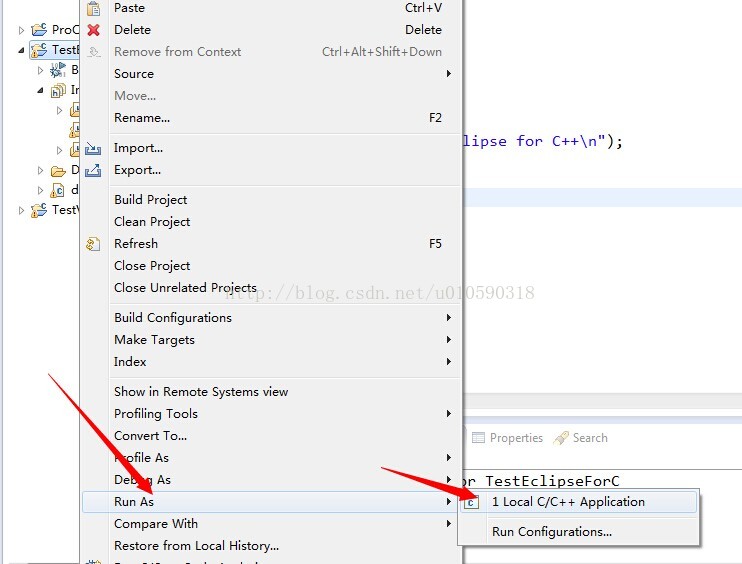 Paste Ctrl+V
ProC
Delete Delete
TestE
Remove from Context Ctrl+Alt+Shift+Down
B
Source
In
Move...
Rename... F2
lipse for C++\n");
Import...
D
Export...
d
Build Project
TestV
Clean Project
Refresh F5
Close Project
Close Unrelated Projects
http://blog.csdn.net/u010590318
Build Configurations
Make Targets
Index
Show in Remote Systems view
Profiling Tools
Convert To...
Properties
Search
Profile As
Debug As
or TestEclipseForC
Run As
1 Local C/C++ Application
Compare With
Run Configurations...
Restore from Local History...